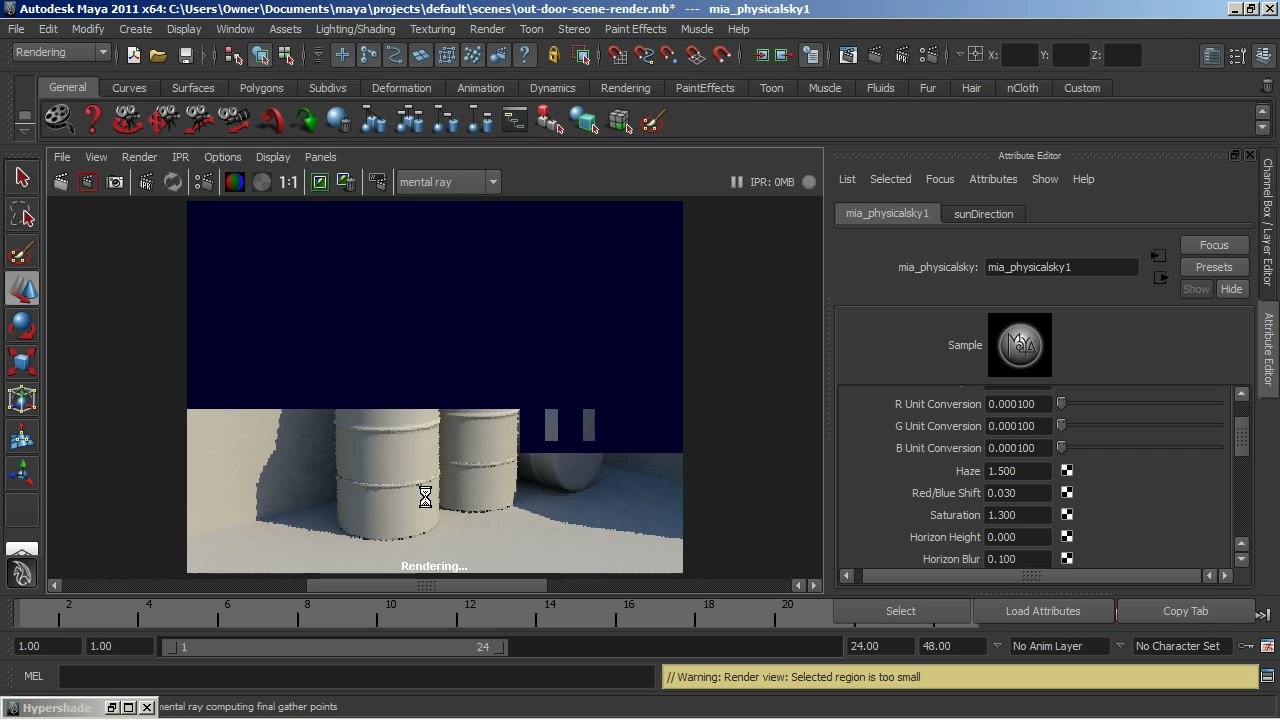 Autodesk Maya 2011 x64: C:\Users\Owner\Documents\maya\projects\default\scenes\out-door-scene-render.mb* --- mia_physicalsky1
File Edit Modify Create Display Window Assets Lighting/Shading Texturing Render Toon Stereo Paint Effects Muscle Help
Rendering X: Y: Z:
General Curves Surfaces Polygons Subdivs Deformation Animation Dynamics Rendering PaintEffects Toon Muscle Fluids Fur Hair nCloth Custom
Attribute Editor
File View Render IPR Options Display Panels
List Selected Focus Attributes Show Help
1:1 mental ray IPR: 0MB
mia_physicalsky1 sunDirection
Focus
mia_physicalsky: mia_physicalsky1 Presets
Show Hide
Sample MAYA
R Unit Conversion 0.000100
G Unit Conversion 0.000100
B Unit Conversion 0.000100
Haze 1.500
Red/Blue Shift 0.030
Saturation 1.300
Horizon Height 0.000
Horizon Blur 0.100
Rendering...
Channel Box / Layer Editor
Attribute Editor
2 4 6 8 10 12 14 16 18 20
Select Load Attributes Copy Tab
1.00 1.00 1 24 24.00 48.00 No Anim Layer No Character Set
MEL // Warning: Render view: Selected region is too small
Hypershade mental ray computing final gather points